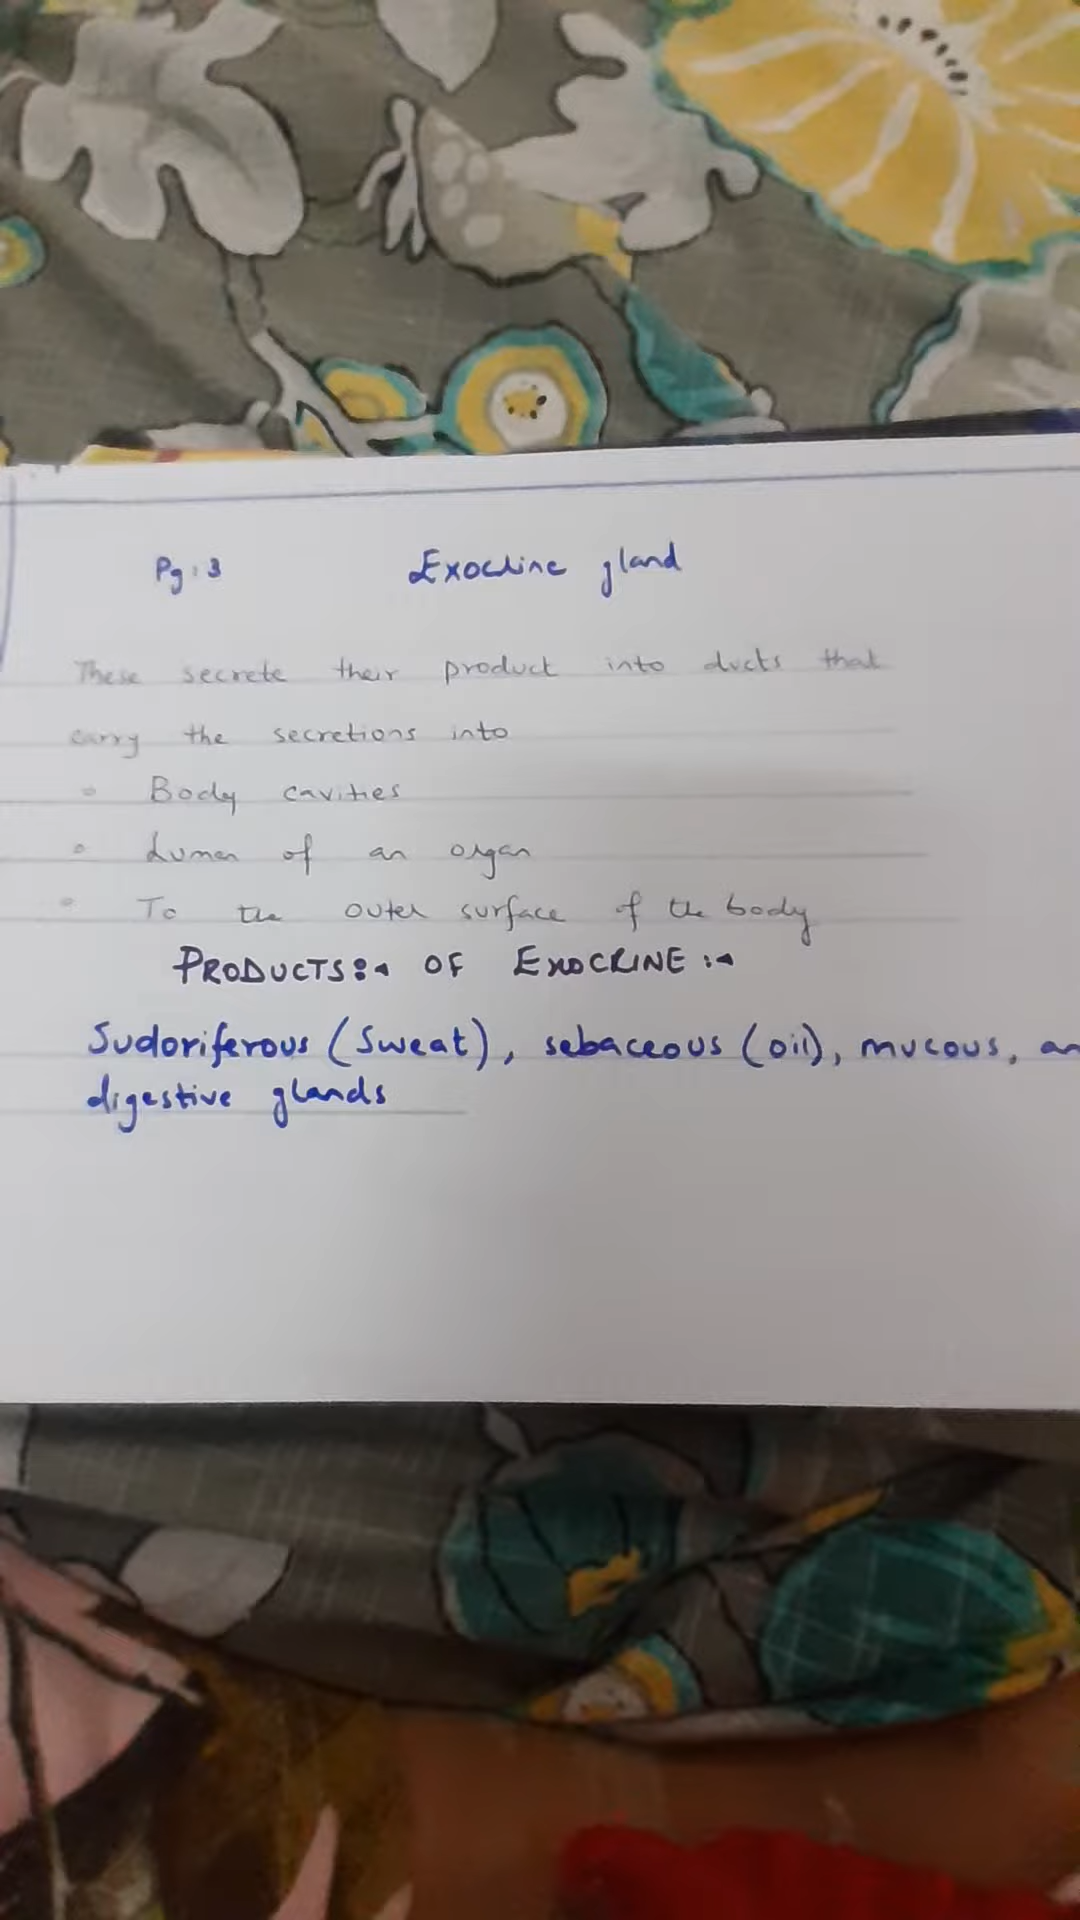 Pg: 3 Exocrine gland
These secrete their product into ducts that
carry the secretions into
Body cavities
Lumen of an organ
To the outer surface of the body
PRODUCTS: OF EXOCRINE :
Sudoriferous (Sweat), sebaceous (oil), mucous, an
digestive glands